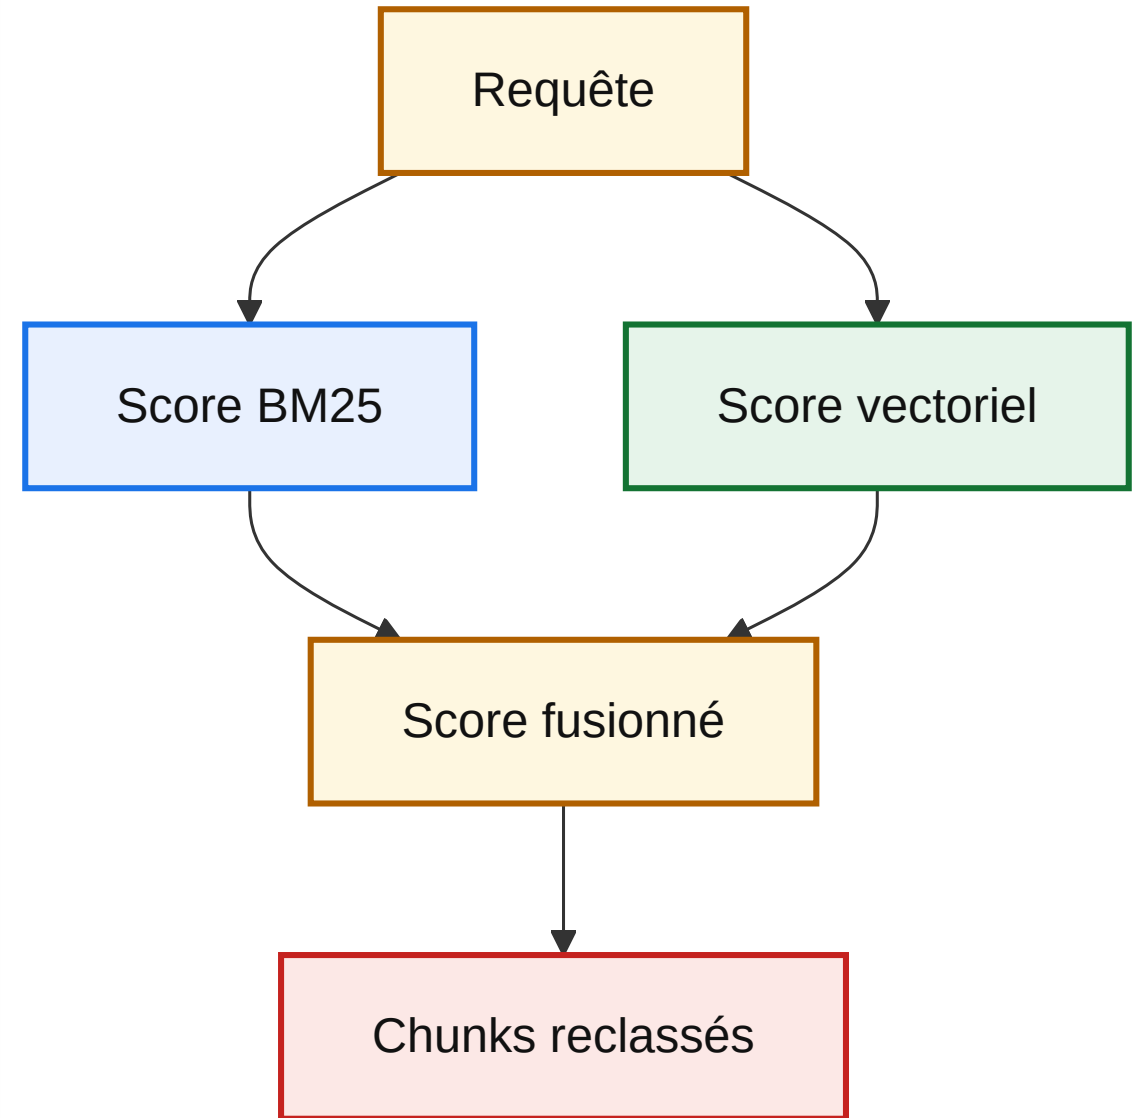 Requête
Score BM25
Score vectoriel
Score fusionné
Chunks reclassés